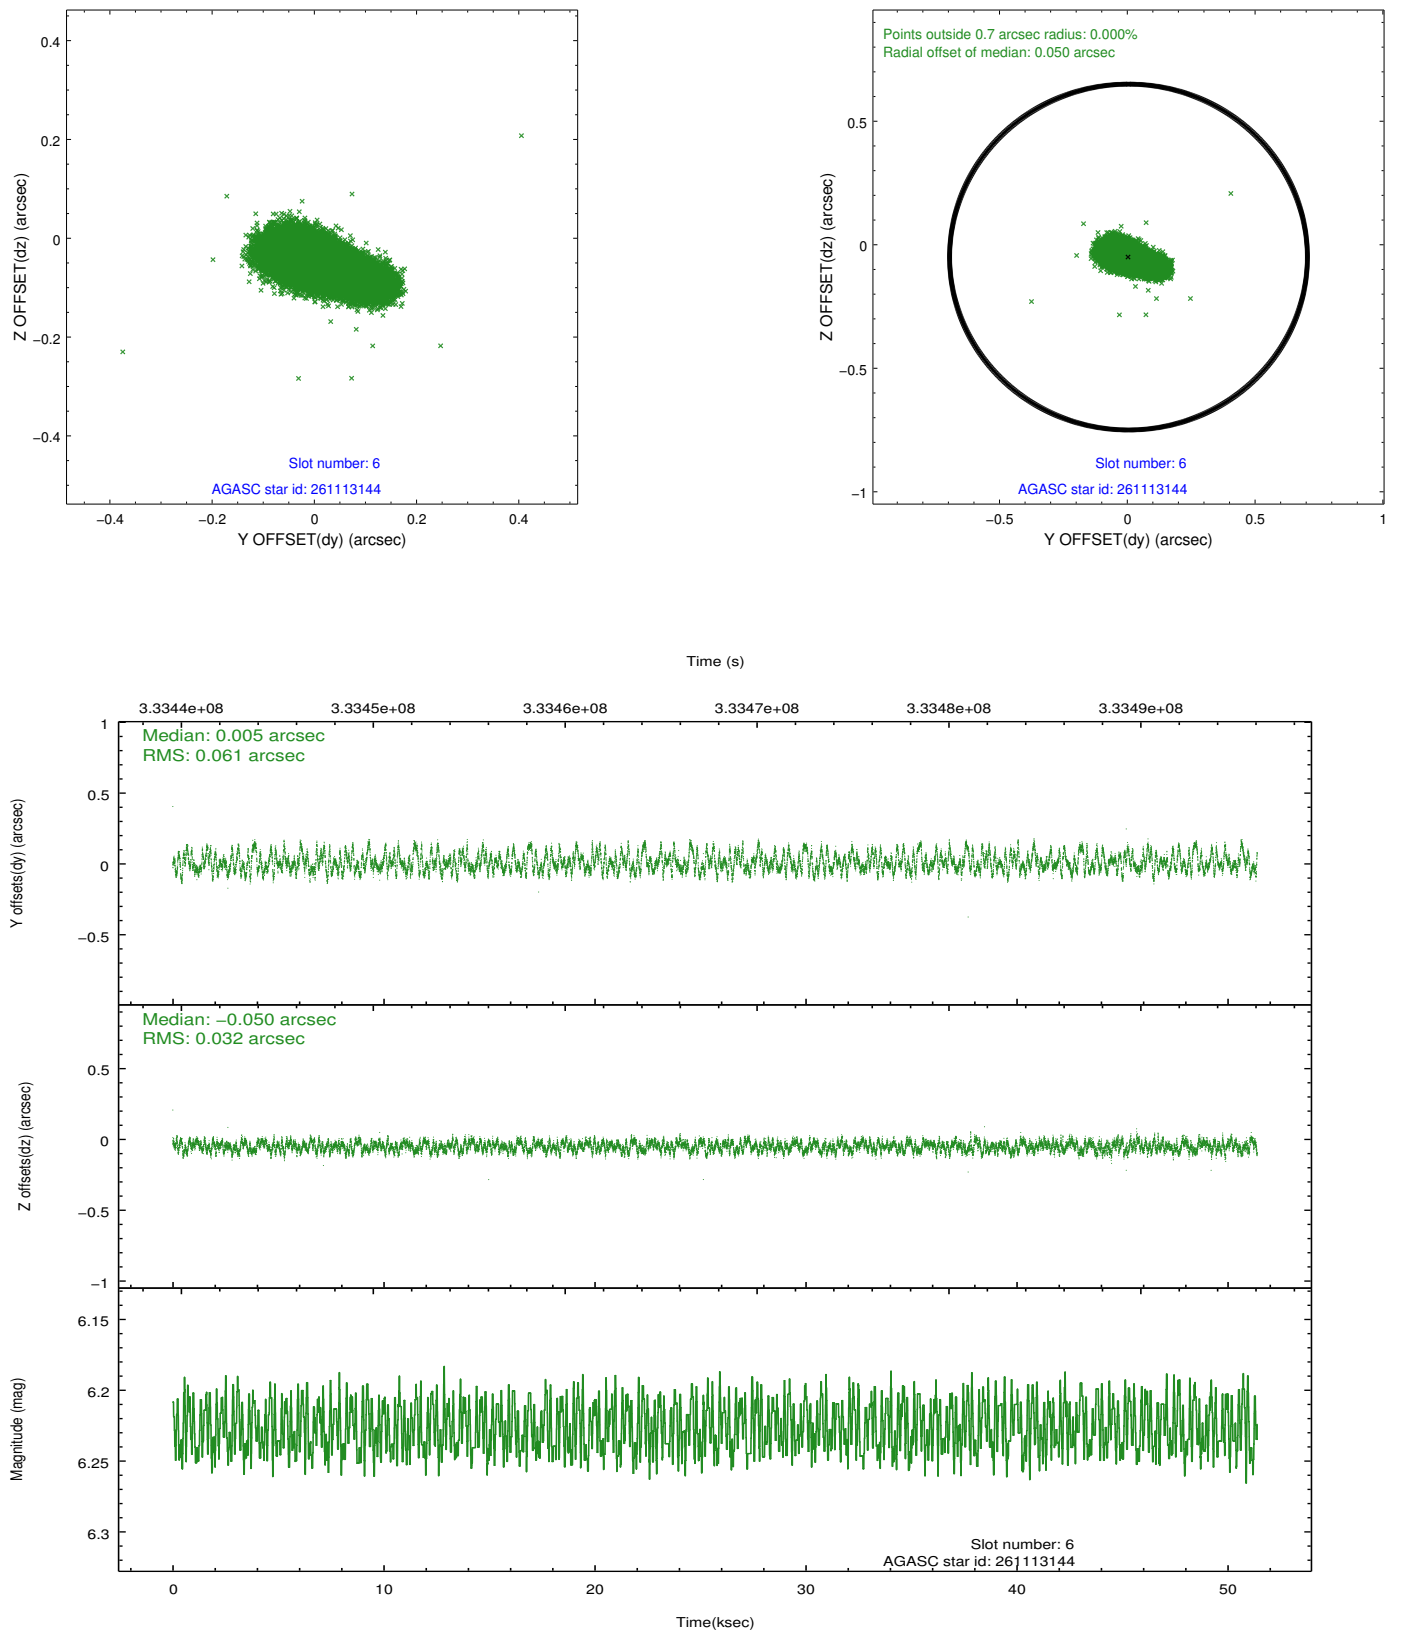 0.4
0.2
0
−0.2
−0.4
Z OFFSET(dz) (arcsec)
Slot number: 6
AGASC star id: 261113144
−0.4 −0.2 0 0.2 0.4
Y OFFSET(dy) (arcsec)
Points outside 0.7 arcsec radius: 0.000%
Radial offset of median: 0.050 arcsec
0.5
0
−0.5
−1
Z OFFSET(dz) (arcsec)
Slot number: 6
AGASC star id: 261113144
−0.5 0 0.5 1
Y OFFSET(dy) (arcsec)
Time (s)
3.3344e+08 3.3345e+08 3.3346e+08 3.3347e+08 3.3348e+08 3.3349e+08
Median: 0.005 arcsec
RMS: 0.061 arcsec
1
0.5
0
−0.5
Y offsets(dy) (arcsec)
Median: −0.050 arcsec
RMS: 0.032 arcsec
0.5
0
−0.5
−1
Z offsets(dz) (arcsec)
6.15
6.2
6.25
6.3
Magnitude (mag)
Slot number: 6
AGASC star id: 261113144
0 10 20 30 40 50
Time(ksec)